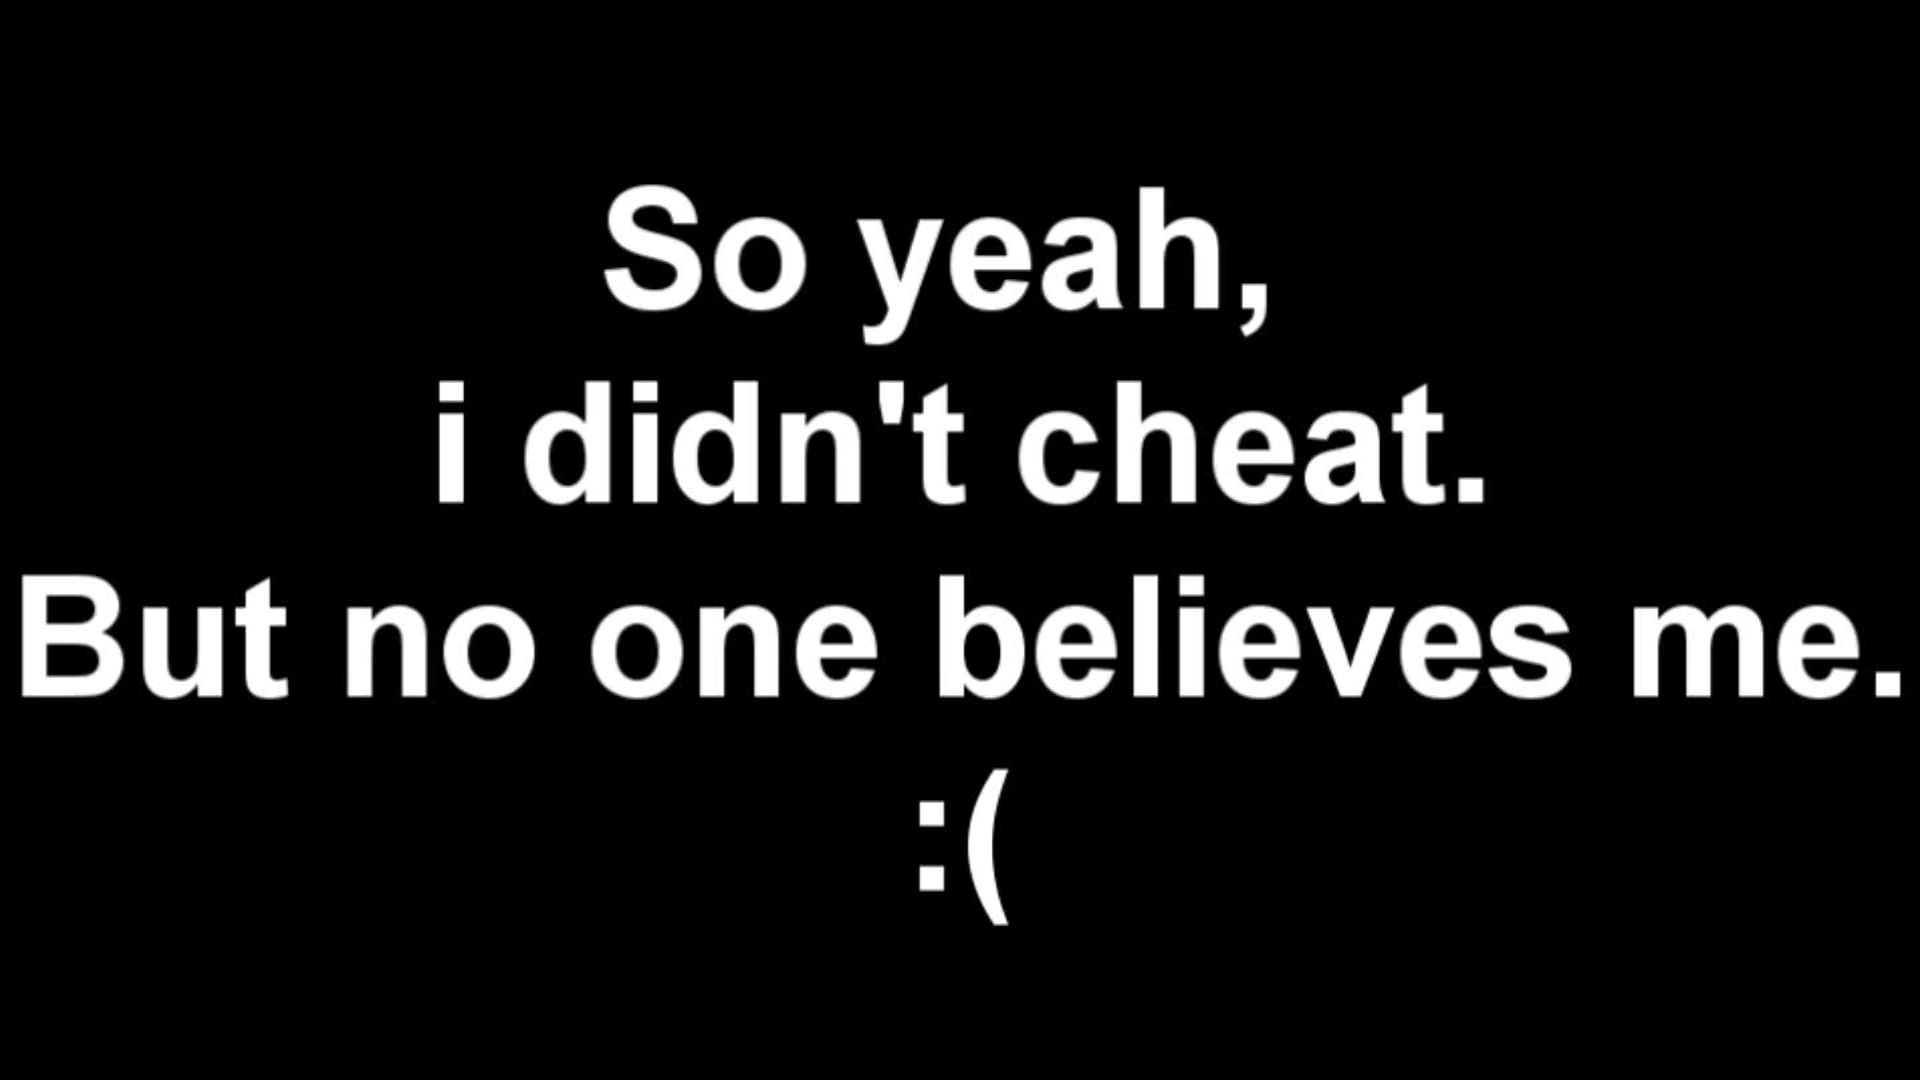 So yeah,
i didn't cheat.
But no one believes me.
:(